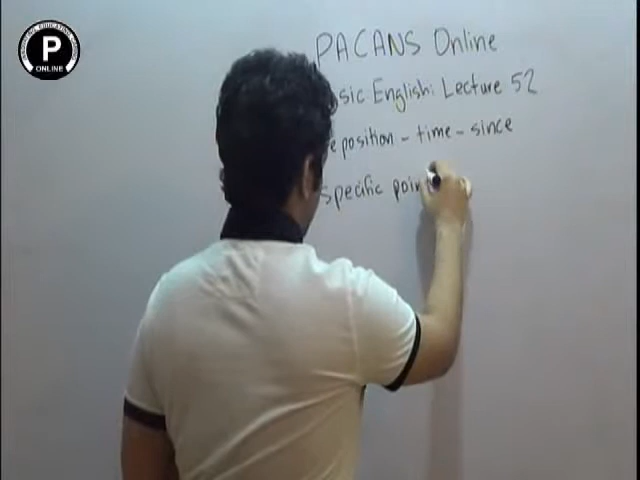 P
ONLINE
PACANS Online
sic English: Lecture 52
eposition - time - since
specific poin